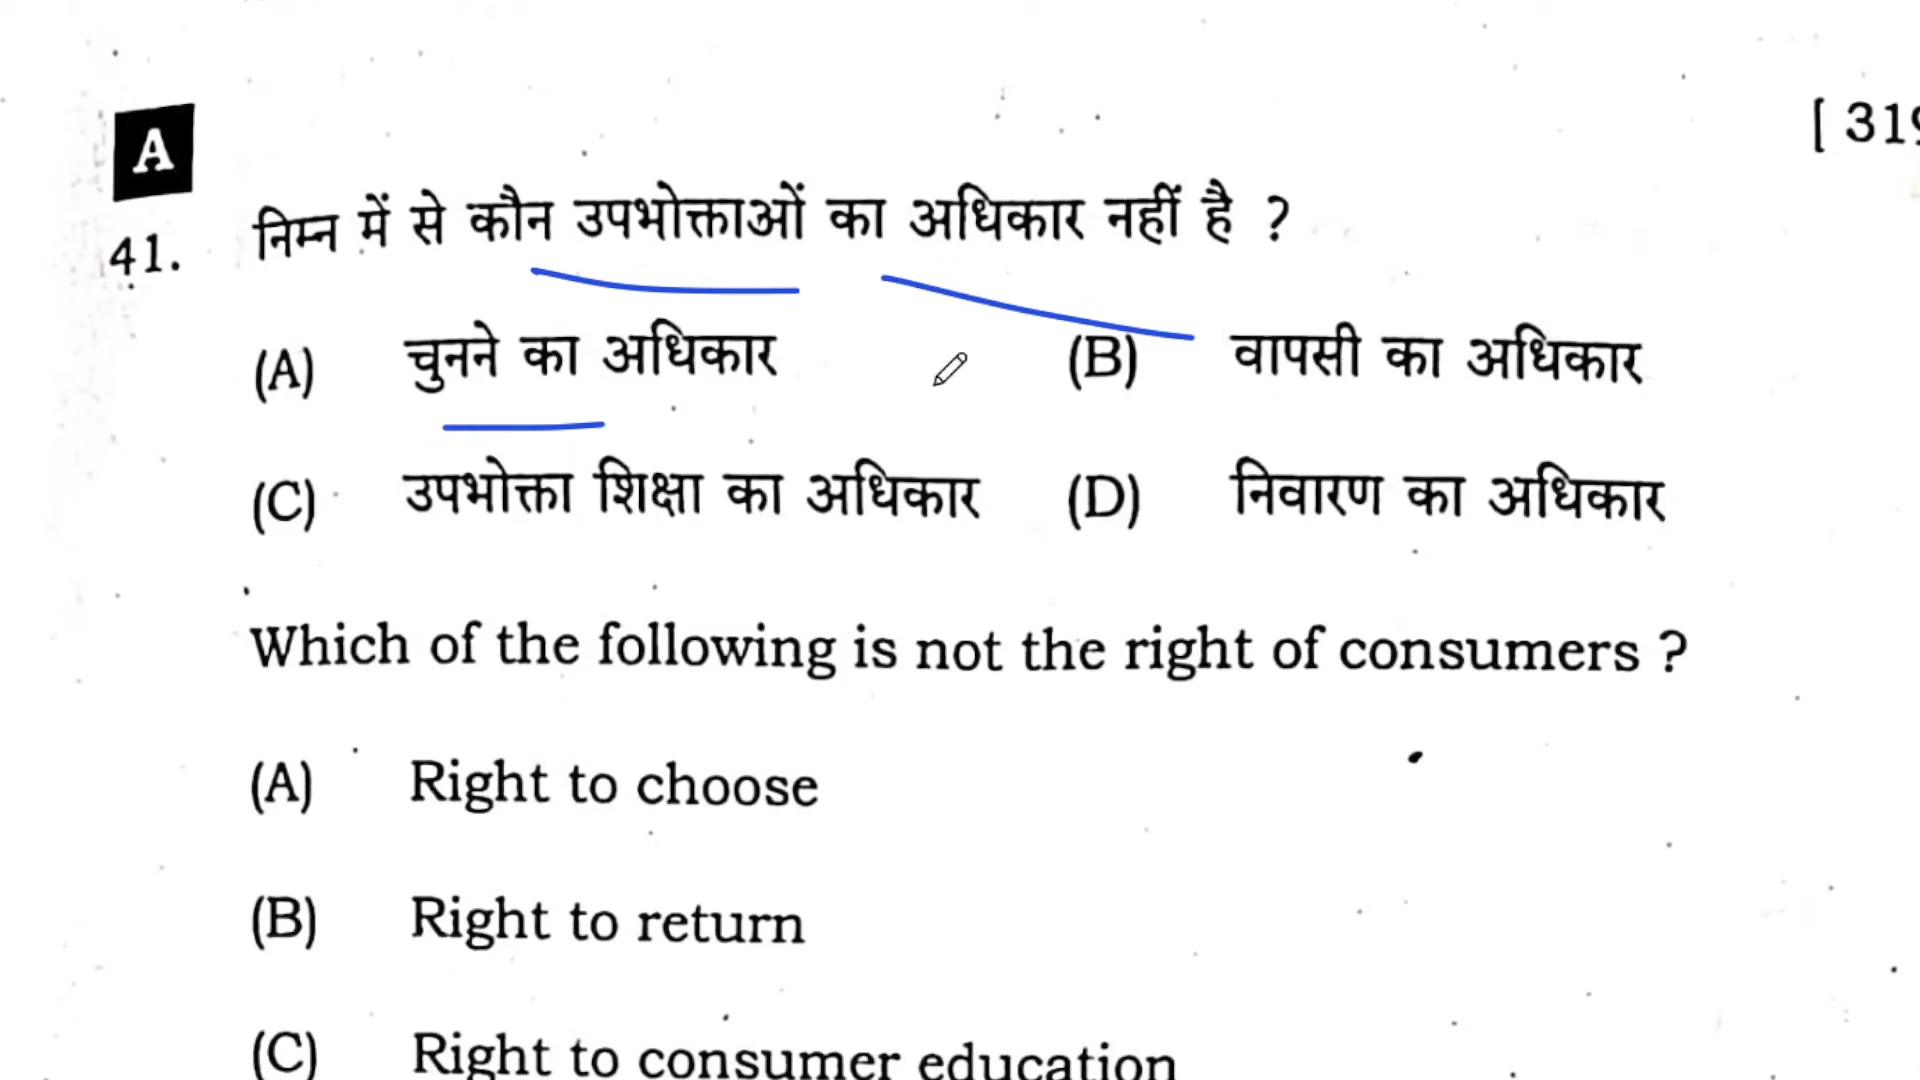 A
[ 319
41. निम्न में से कौन उपभोक्ताओं का अधिकार नहीं है ?
(A) चुनने का अधिकार (B) वापसी का अधिकार
(C) उपभोक्ता शिक्षा का अधिकार (D) निवारण का अधिकार
Which of the following is not the right of consumers ?
(A) Right to choose
(B) Right to return
(C) Right to consumer education